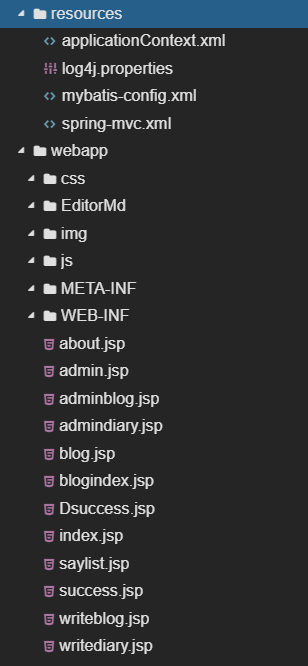 resources
applicationContext.xml
log4j.properties
mybatis-config.xml
spring-mvc.xml
webapp
css
EditorMd
img
js
META-INF
WEB-INF
about.jsp
admin.jsp
adminblog.jsp
admindiary.jsp
blog.jsp
blogindex.jsp
Dsuccess.jsp
index.jsp
saylist.jsp
success.jsp
writeblog.jsp
writediary.jsp